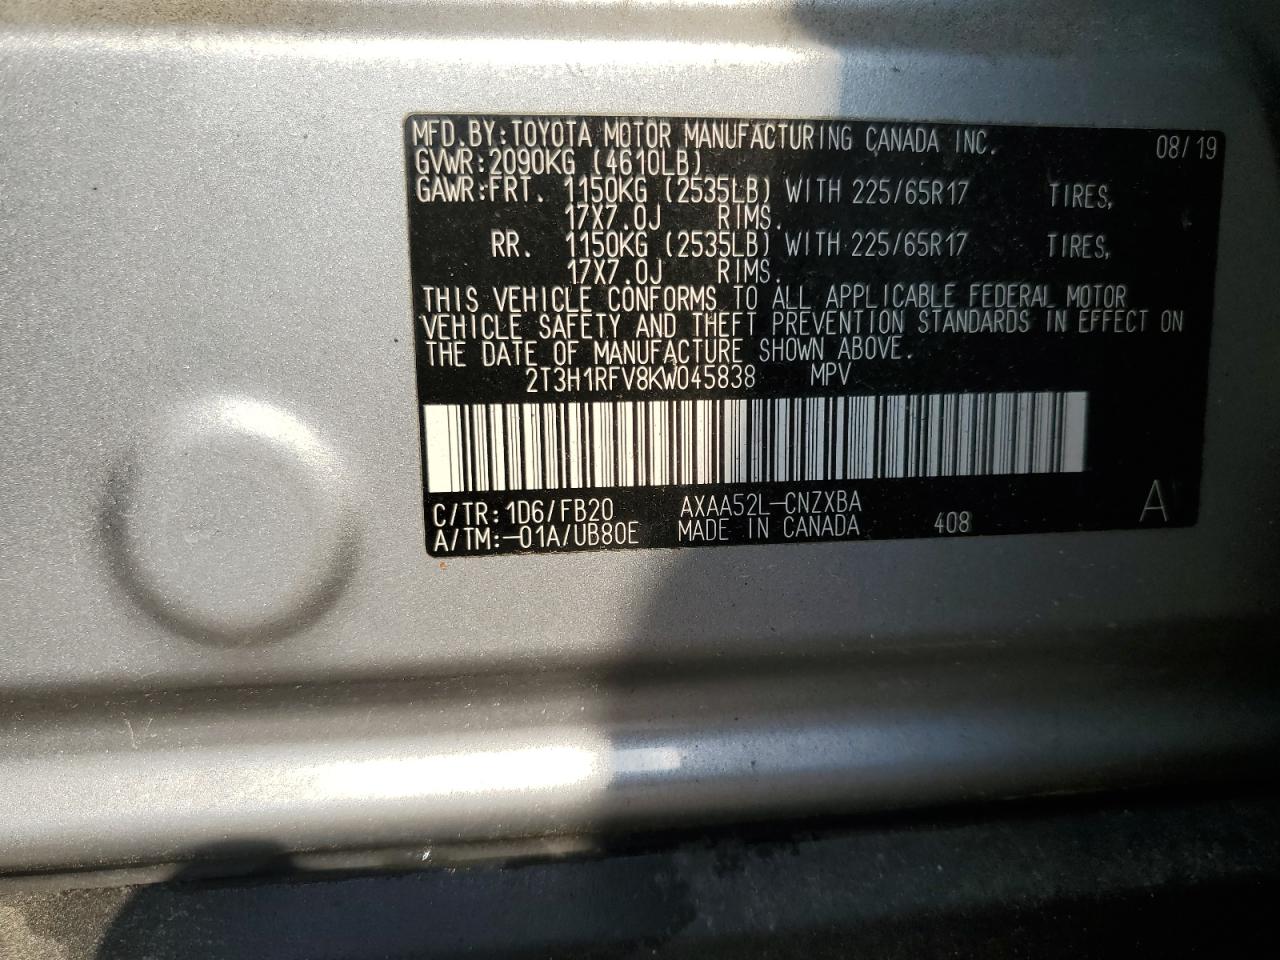 MFD.BY:TOYOTA MOTOR MANUFACTURING CANADA INC. 08/19
GVWR:2090KG (4610LB)
GAWR:FRT. 1150KG (2535LB) WITH 225/65R17 TIRES,
17X7.0J RIMS.
RR. 1150KG (2535LB) WITH 225/65R17 TIRES,
17X7.0J RIMS.
THIS VEHICLE CONFORMS TO ALL APPLICABLE FEDERAL MOTOR
VEHICLE SAFETY AND THEFT PREVENTION STANDARDS IN EFFECT ON
THE DATE OF MANUFACTURE SHOWN ABOVE.
2T3H1RFV8KW045838 MPV
C/TR:1D6/FB20 AXAA52L-CNZXBA A
A/TM:-01A/UB80E MADE IN CANADA 408